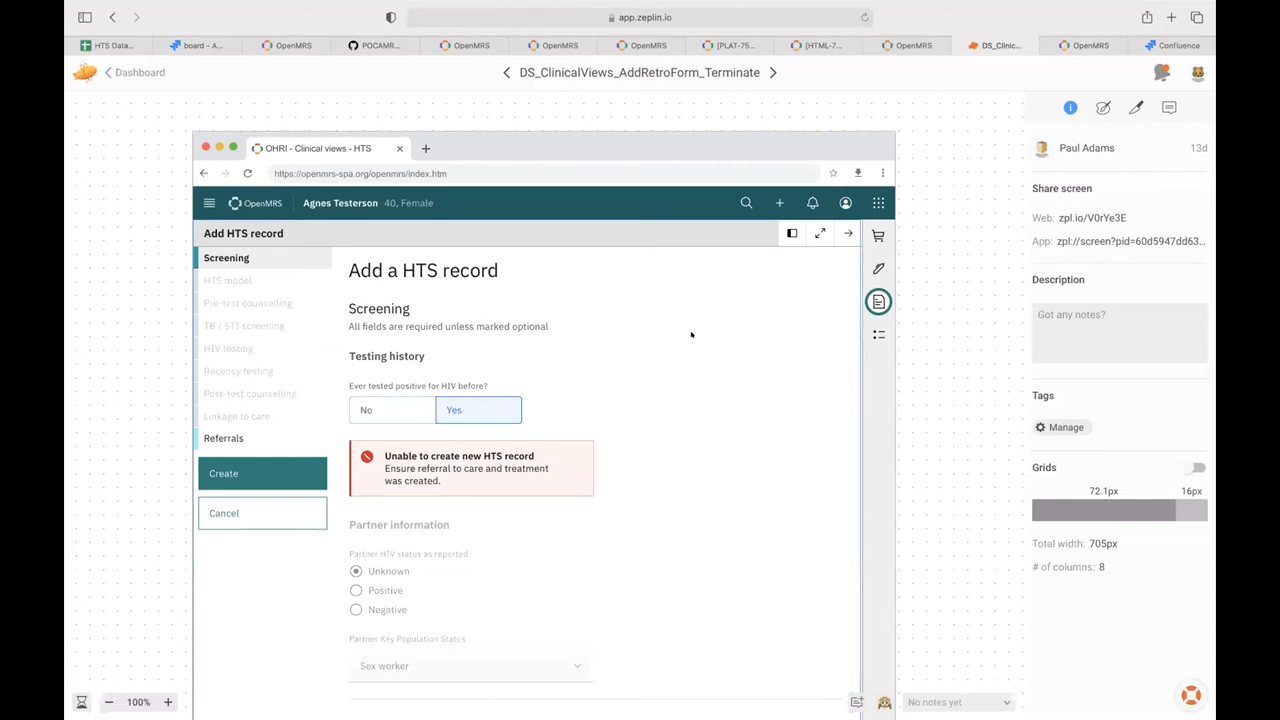 app.zeplin.io
HTS Data...
board - A...
OpenMRS
POCAMR...
OpenMRS
OpenMRS
OpenMRS
[PLAT-75...
[HTML-7...
OpenMRS
DS_Clinic...
OpenMRS
Confluence
Dashboard
DS_ClinicalViews_AddRetroForm_Terminate
OHRI - Clinical views - HTS
https://openmrs-spa.org/openmrs/index.htm
OpenMRS
Agnes Testerson 40, Female
Add HTS record
Screening
HTS model
Pre-test counselling
TB / STI screening
HIV testing
Recency testing
Post-test counselling
Linkage to care
Referrals
Create
Cancel
Add a HTS record
Screening
All fields are required unless marked optional
Testing history
Ever tested positive for HIV before?
No
Yes
Unable to create new HTS record
Ensure referral to care and treatment
was created.
Partner information
Partner HIV status as reported
Unknown
Positive
Negative
Partner Key Population Status
Sex worker
Paul Adams
13d
Share screen
Web: zpl.io/V0rYe3E
App: zpl://screen?pid=60d5947dd63...
Description
Got any notes?
Tags
Manage
Grids
72.1px
16px
Total width: 705px
# of columns: 8
100%
No notes yet